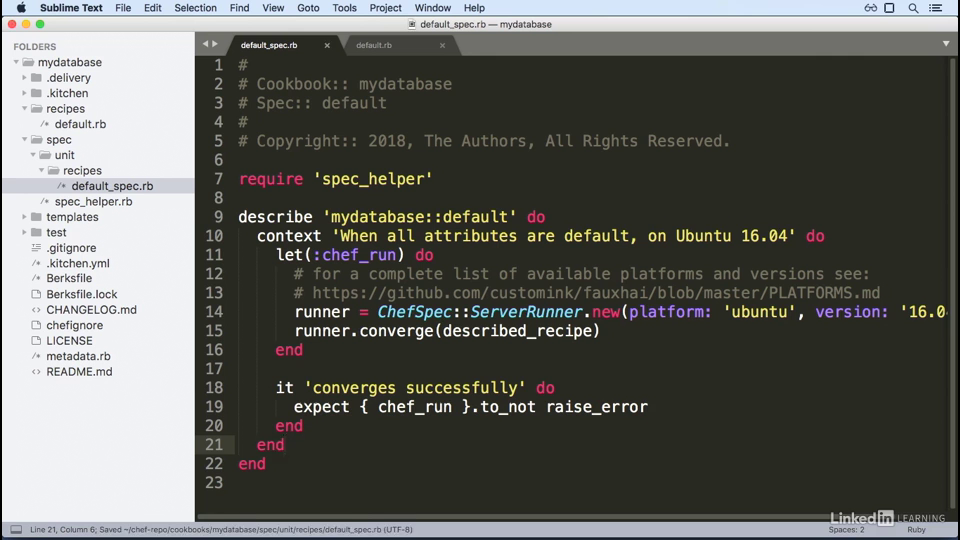 Sublime Text File Edit Selection Find View Goto Tools Project Window Help
default_spec.rb — mydatabase
FOLDERS
mydatabase
.delivery
.kitchen
recipes
default.rb
spec
unit
recipes
default_spec.rb
spec_helper.rb
templates
test
.gitignore
.kitchen.yml
Berksfile
Berksfile.lock
CHANGELOG.md
chefignore
LICENSE
metadata.rb
README.md
default_spec.rb × default.rb ×
1 #
2 # Cookbook:: mydatabase
3 # Spec:: default
4 #
5 # Copyright:: 2018, The Authors, All Rights Reserved.
6
7 require 'spec_helper'
8
9 describe 'mydatabase::default' do
10 context 'When all attributes are default, on Ubuntu 16.04' do
11 let(:chef_run) do
12 # for a complete list of available platforms and versions see:
13 # https://github.com/customink/fauxhai/blob/master/PLATFORMS.md
14 runner = ChefSpec::ServerRunner.new(platform: 'ubuntu', version: '16.0
15 runner.converge(described_recipe)
16 end
17
18 it 'converges successfully' do
19 expect { chef_run }.to_not raise_error
20 end
21 end
22 end
23
Line 21, Column 6; Saved ~/chef-repo/cookbooks/mydatabase/spec/unit/recipes/default_spec.rb (UTF-8) Spaces: 2 Ruby
Linked in LEARNING